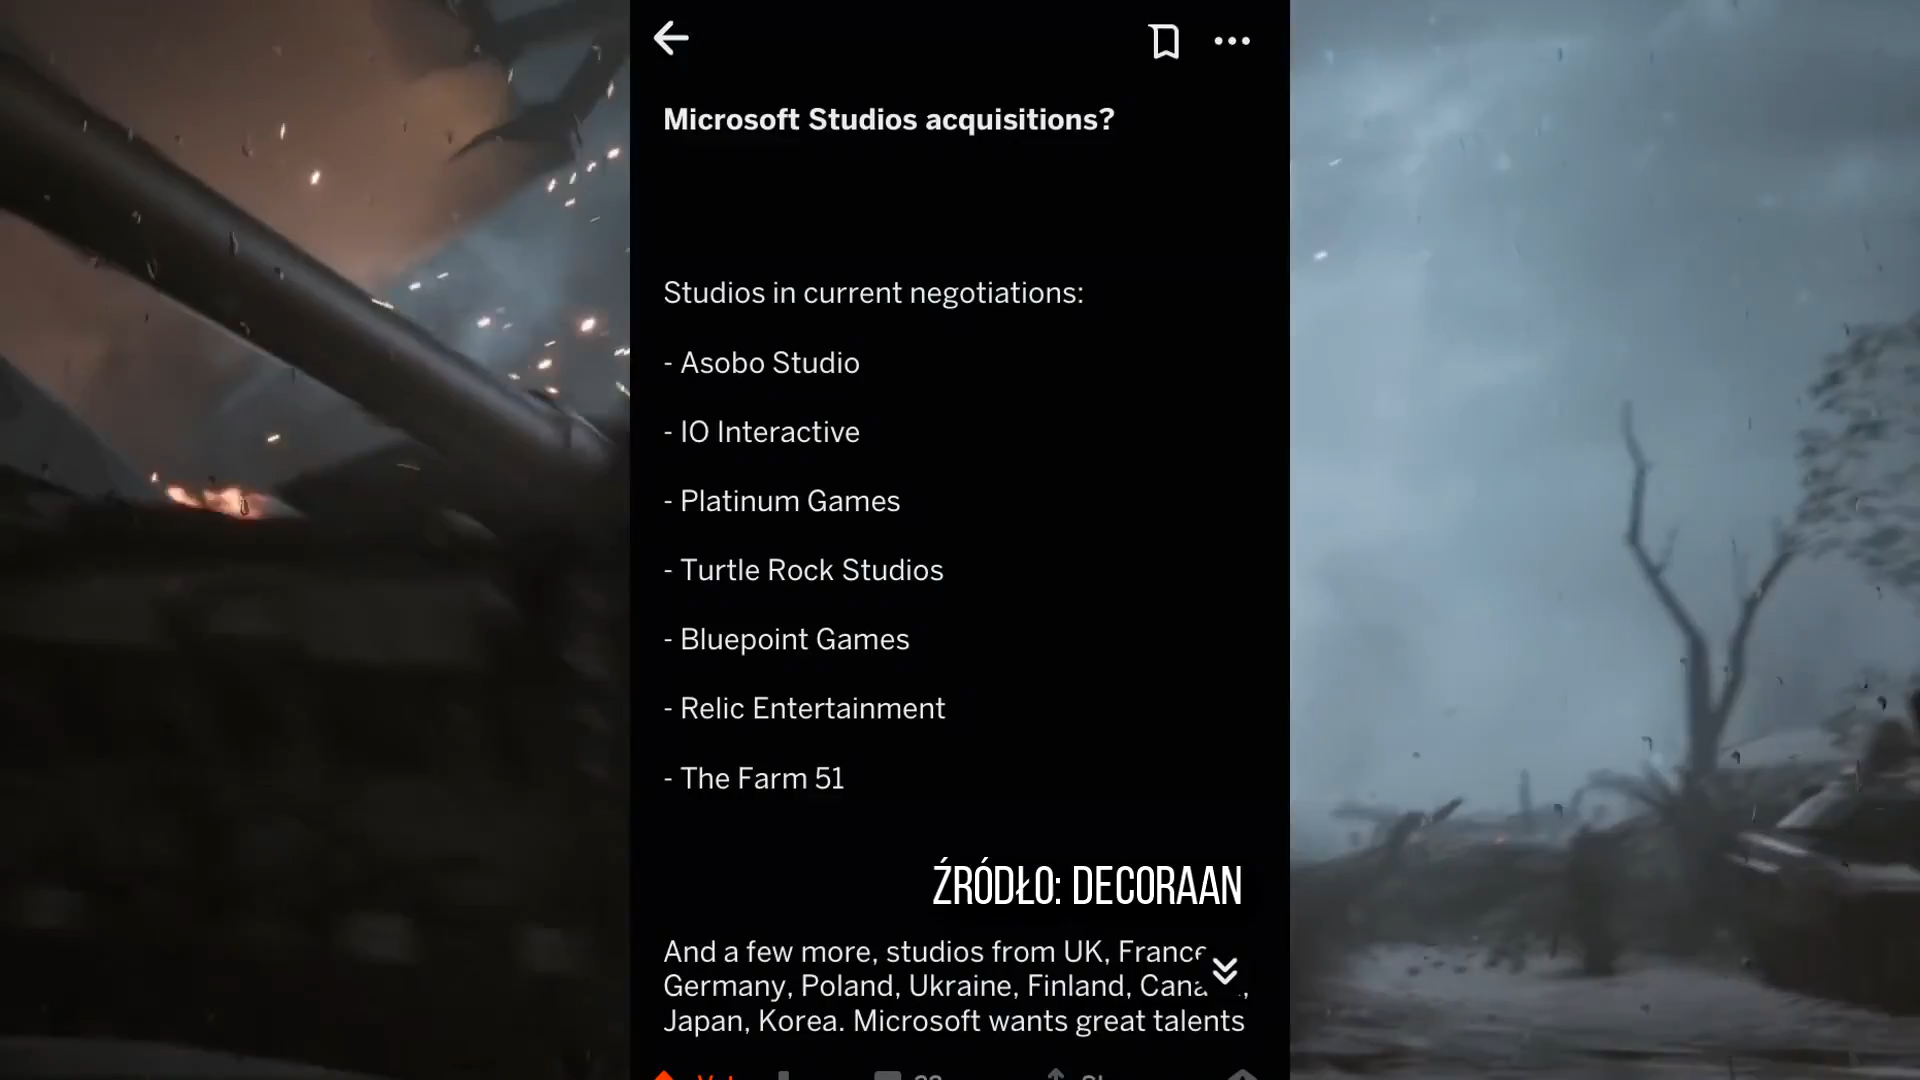 Microsoft Studios acquisitions?
Studios in current negotiations:
- Asobo Studio
- IO Interactive
- Platinum Games
- Turtle Rock Studios
- Bluepoint Games
- Relic Entertainment
- The Farm 51
ŹRÓDŁO: DECORAAN
And a few more, studios from UK, France
Germany, Poland, Ukraine, Finland,
Japan, Korea. Microsoft wants great talents